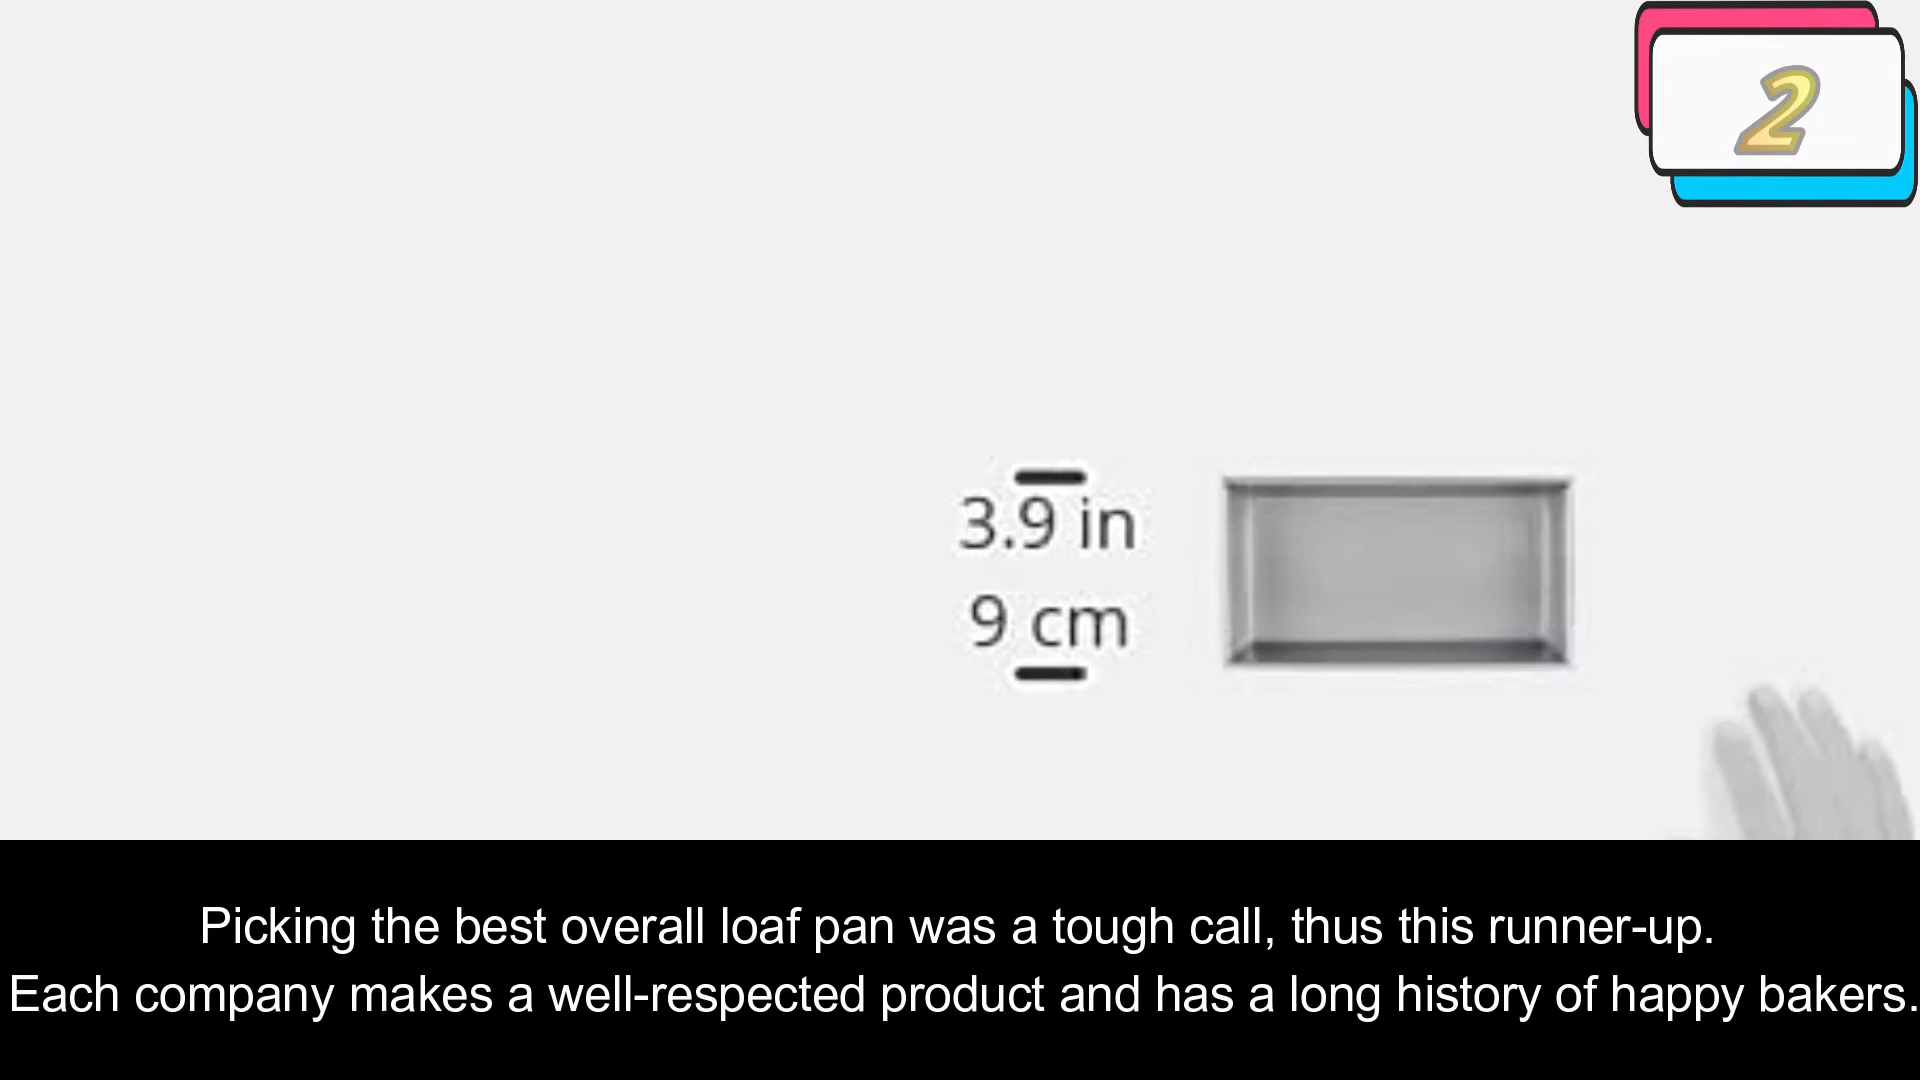 2
3.9 in
9 cm
Picking the best overall loaf pan was a tough call, thus this runner-up.
Each company makes a well-respected product and has a long history of happy bakers.